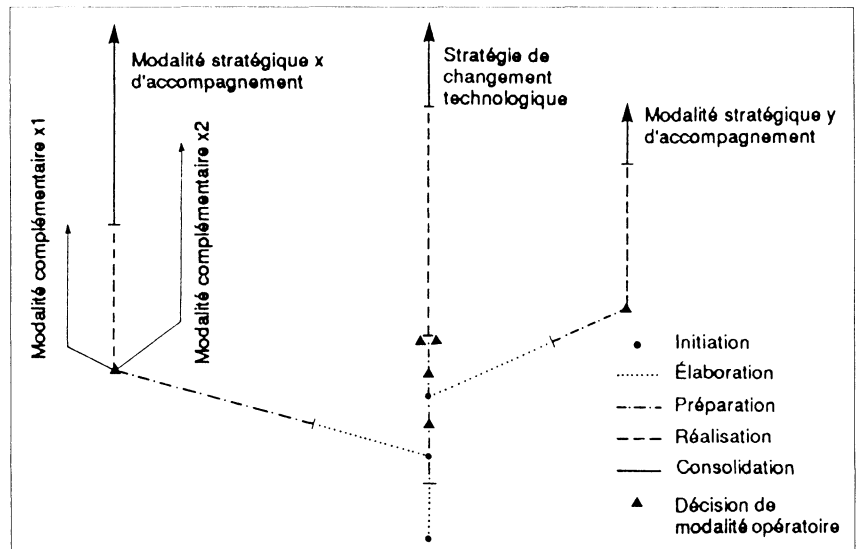 Modalité stratégique x
d'accompagnement
Stratégie de
changement
technologique
Modalité stratégique y
d'accompagnement
Modalité complémentaire x1
Modalité complémentaire x2
Initiation
Élaboration
Préparation
Réalisation
Consolidation
Décision de
modalité opératoire